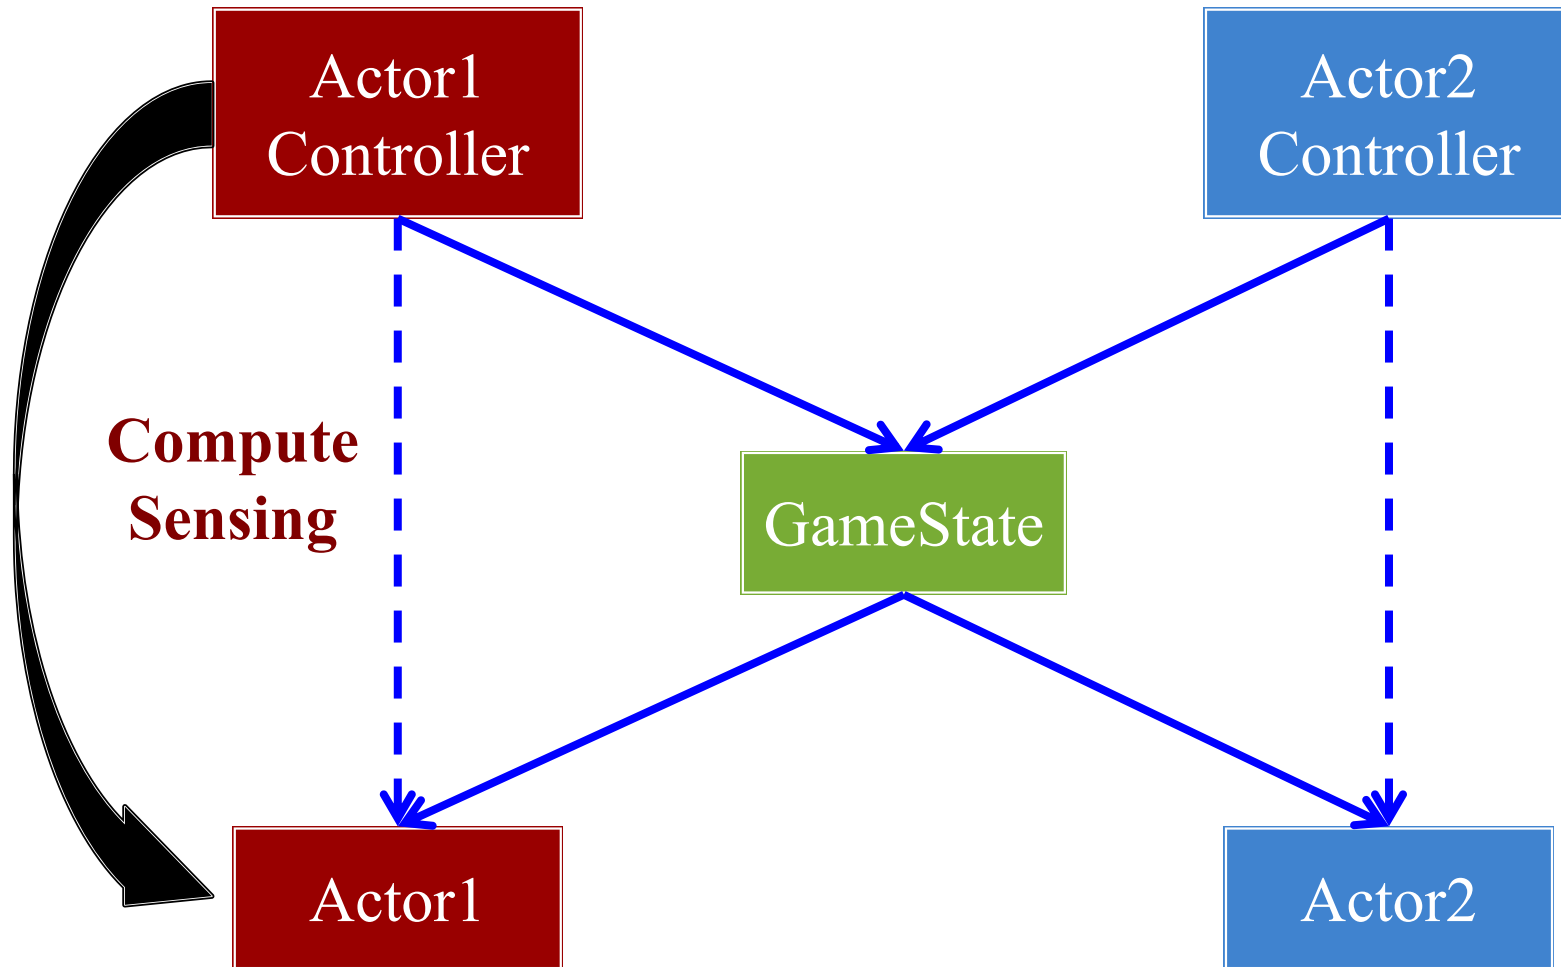 Actor1
Controller
Actor2
Controller
Compute
Sensing
GameState
Actor1
Actor2